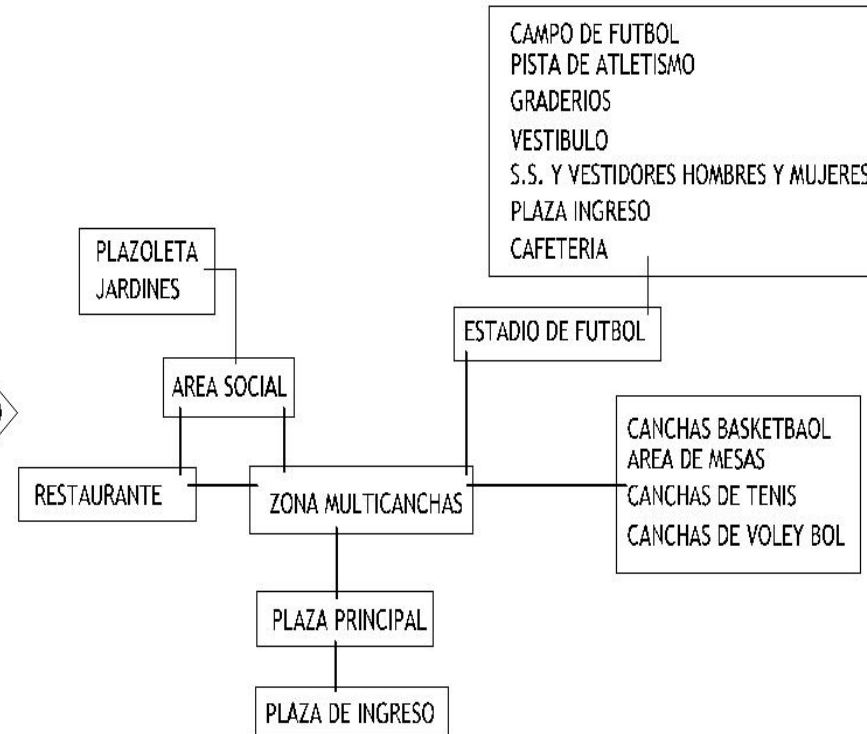 CAMPO DE FUTBOL
PISTA DE ATLETISMO
GRADERIOS
VESTIBULO
S.S. Y VESTIDORES HOMBRES Y MUJERES
PLAZA INGRESO
CAFETERIA
PLAZOLETA
JARDINES
ESTADIO DE FUTBOL
AREA SOCIAL
CANCHAS BASKETBAOL
AREA DE MESAS
CANCHAS DE TENIS
CANCHAS DE VOLEY BOL
RESTAURANTE
ZONA MULTICANCHAS
PLAZA PRINCIPAL
PLAZA DE INGRESO